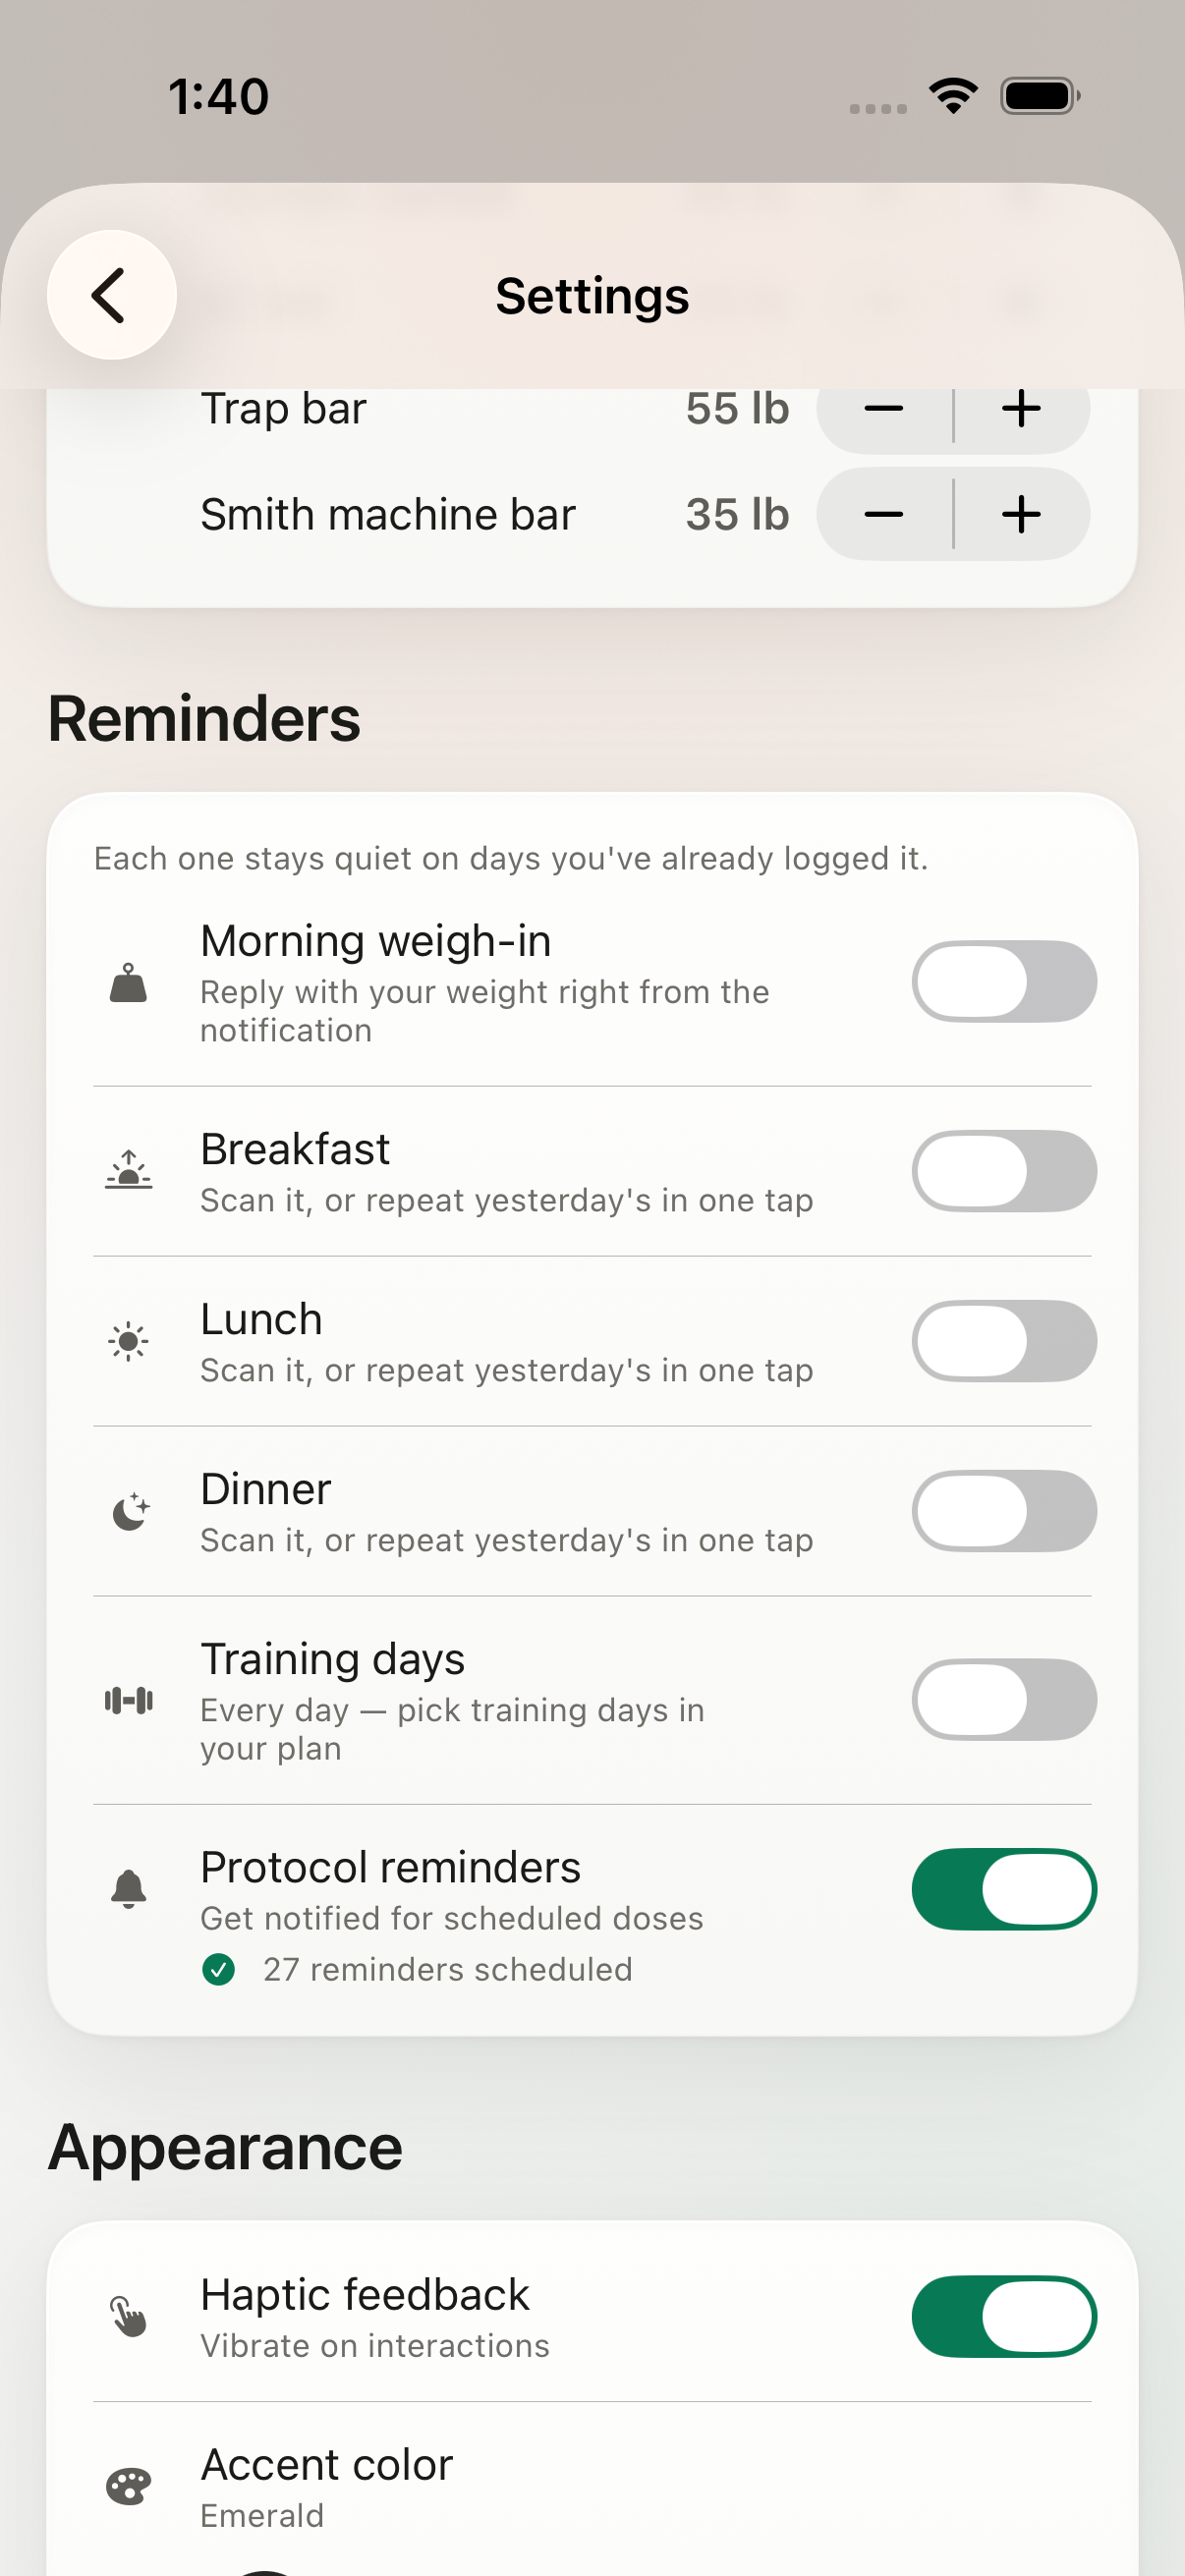 1:40
Settings
Trap bar
55 lb
Smith machine bar
35 lb
Reminders
Each one stays quiet on days you've already logged it.
Morning weigh-in
Reply with your weight right from the
notification
Breakfast
Scan it, or repeat yesterday's in one tap
Lunch
Scan it, or repeat yesterday's in one tap
Dinner
Scan it, or repeat yesterday's in one tap
Training days
Every day — pick training days in
your plan
Protocol reminders
Get notified for scheduled doses
27 reminders scheduled
Appearance
Haptic feedback
Vibrate on interactions
Accent color
Emerald